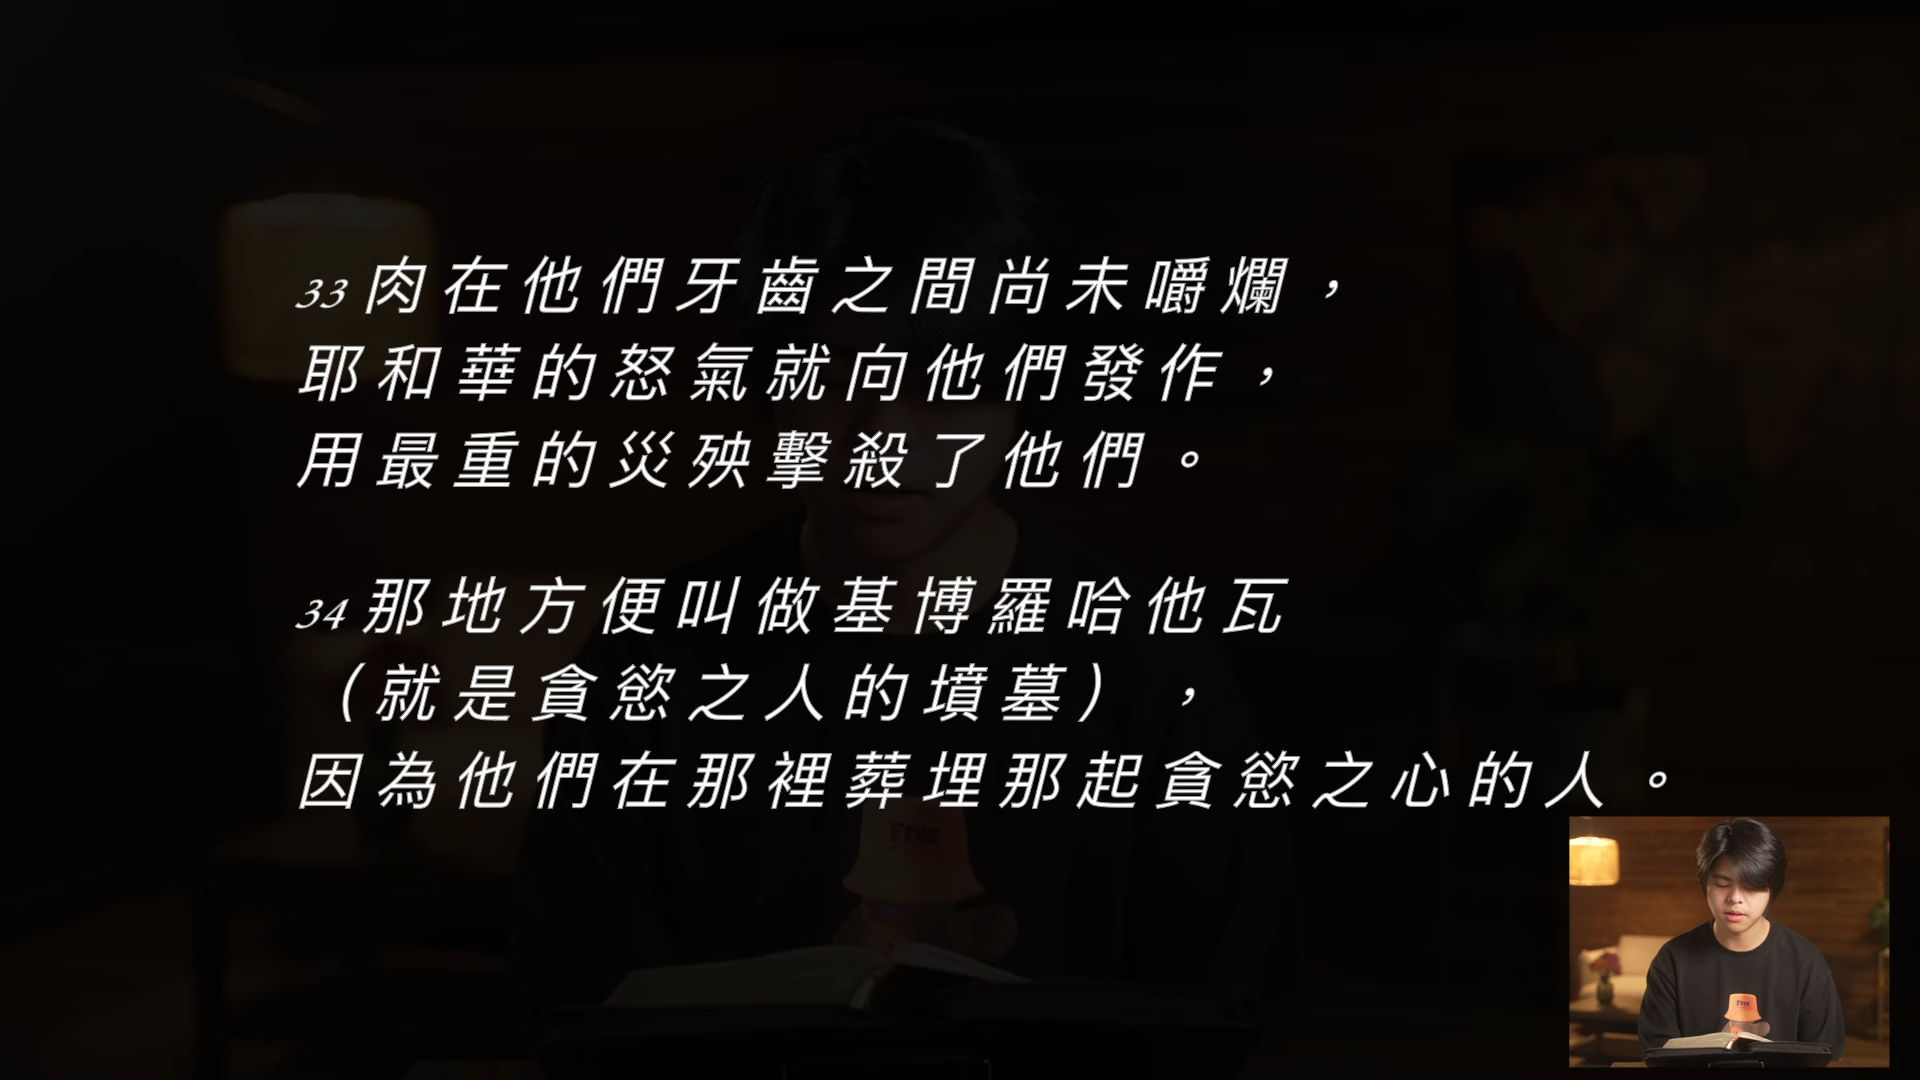 33 肉在他們牙齒之間尚未嚼爛，
耶和華的怒氣就向他們發作，
用最重的災殃擊殺了他們。
34 那地方便叫做基博羅哈他瓦
（就是貪慾之人的墳墓），
因為他們在那裡葬埋那起貪慾之心的人。
Free
Free